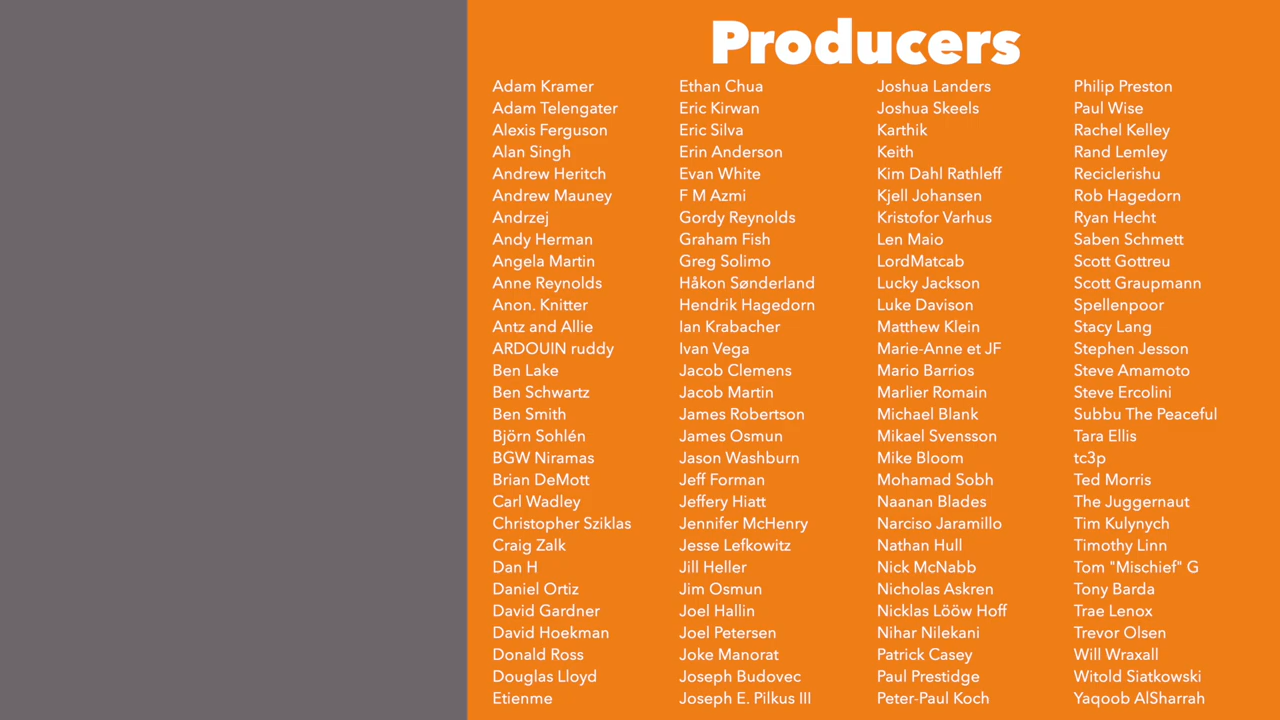 Producers
Adam Kramer
Adam Telengater
Alexis Ferguson
Alan Singh
Andrew Heritch
Andrew Mauney
Andrzej
Andy Herman
Angela Martin
Anne Reynolds
Anon. Knitter
Antz and Allie
ARDOUIN ruddy
Ben Lake
Ben Schwartz
Ben Smith
Björn Sohlén
BGW Niramas
Brian DeMott
Carl Wadley
Christopher Sziklas
Craig Zalk
Dan H
Daniel Ortiz
David Gardner
David Hoekman
Donald Ross
Douglas Lloyd
Etienme
Ethan Chua
Eric Kirwan
Eric Silva
Erin Anderson
Evan White
F M Azmi
Gordy Reynolds
Graham Fish
Greg Solimo
Håkon Sønderland
Hendrik Hagedorn
Ian Krabacher
Ivan Vega
Jacob Clemens
Jacob Martin
James Robertson
James Osmun
Jason Washburn
Jeff Forman
Jeffery Hiatt
Jennifer McHenry
Jesse Lefkowitz
Jill Heller
Jim Osmun
Joel Hallin
Joel Petersen
Joke Manorat
Joseph Budovec
Joseph E. Pilkus III
Joshua Landers
Joshua Skeels
Karthik
Keith
Kim Dahl Rathleff
Kjell Johansen
Kristofor Varhus
Len Maio
LordMatcab
Lucky Jackson
Luke Davison
Matthew Klein
Marie-Anne et JF
Mario Barrios
Marlier Romain
Michael Blank
Mikael Svensson
Mike Bloom
Mohamad Sobh
Naanan Blades
Narciso Jaramillo
Nathan Hull
Nick McNabb
Nicholas Askren
Nicklas Lööw Hoff
Nihar Nilekani
Patrick Casey
Paul Prestidge
Peter-Paul Koch
Philip Preston
Paul Wise
Rachel Kelley
Rand Lemley
Reciclerishu
Rob Hagedorn
Ryan Hecht
Saben Schmett
Scott Gottreu
Scott Graupmann
Spellenpoor
Stacy Lang
Stephen Jesson
Steve Amamoto
Steve Ercolini
Subbu The Peaceful
Tara Ellis
tc3p
Ted Morris
The Juggernaut
Tim Kulynych
Timothy Linn
Tom "Mischief" G
Tony Barda
Trae Lenox
Trevor Olsen
Will Wraxall
Witold Siatkowski
Yaqoob AlSharrah